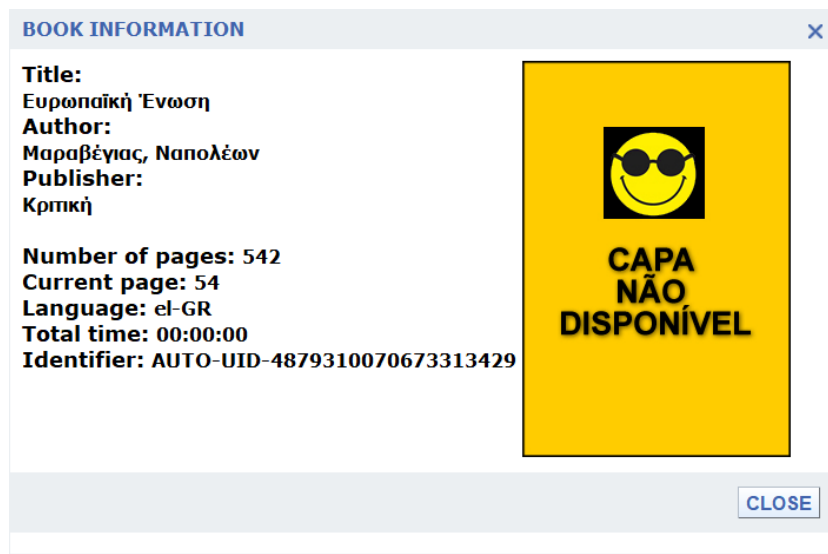 BOOK INFORMATION
Title:
Ευρωπαϊκή Ένωση
Author:
Μαραβέγιας, Ναπολέων
Publisher:
Κριτική
Number of pages: 542
Current page: 54
Language: el-GR
Total time: 00:00:00
Identifier: AUTO-UID-4879310070673313429
CAPA
NÃO
DISPONÍVEL
CLOSE